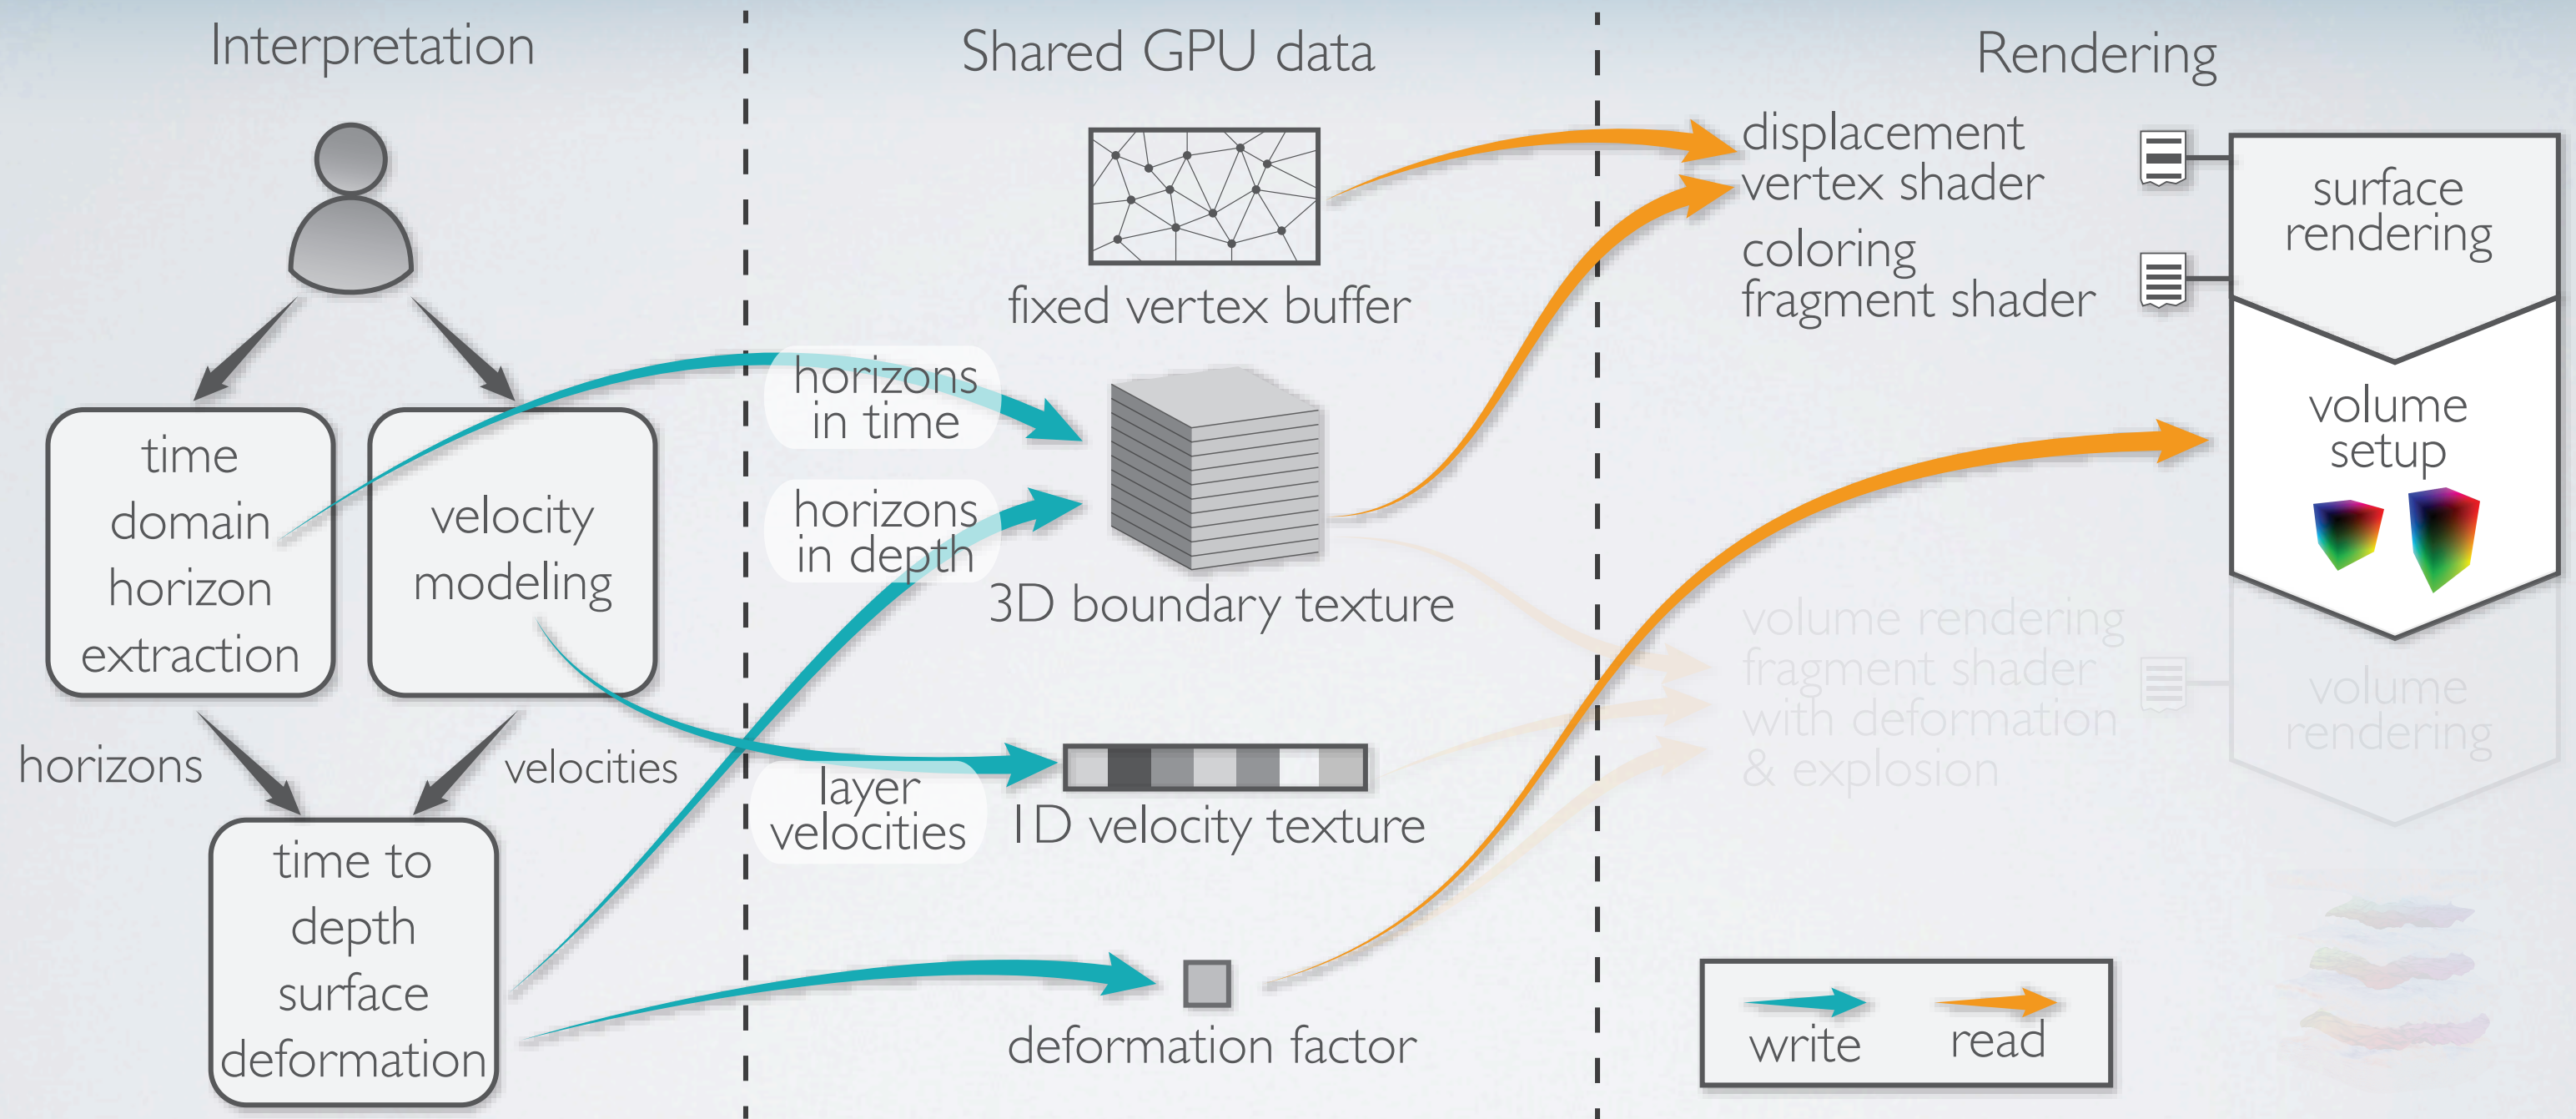 Interpretation
Shared GPU data
Rendering
time
domain
horizon
extraction
velocity
modeling
horizons
velocities
time to
depth
surface
deformation
fixed vertex buffer
horizons
in time
horizons
in depth
3D boundary texture
layer
velocities
1D velocity texture
deformation factor
displacement
vertex shader
coloring
fragment shader
volume rendering
fragment shader
with deformation
& explosion
surface
rendering
volume
setup
volume
rendering
write
read